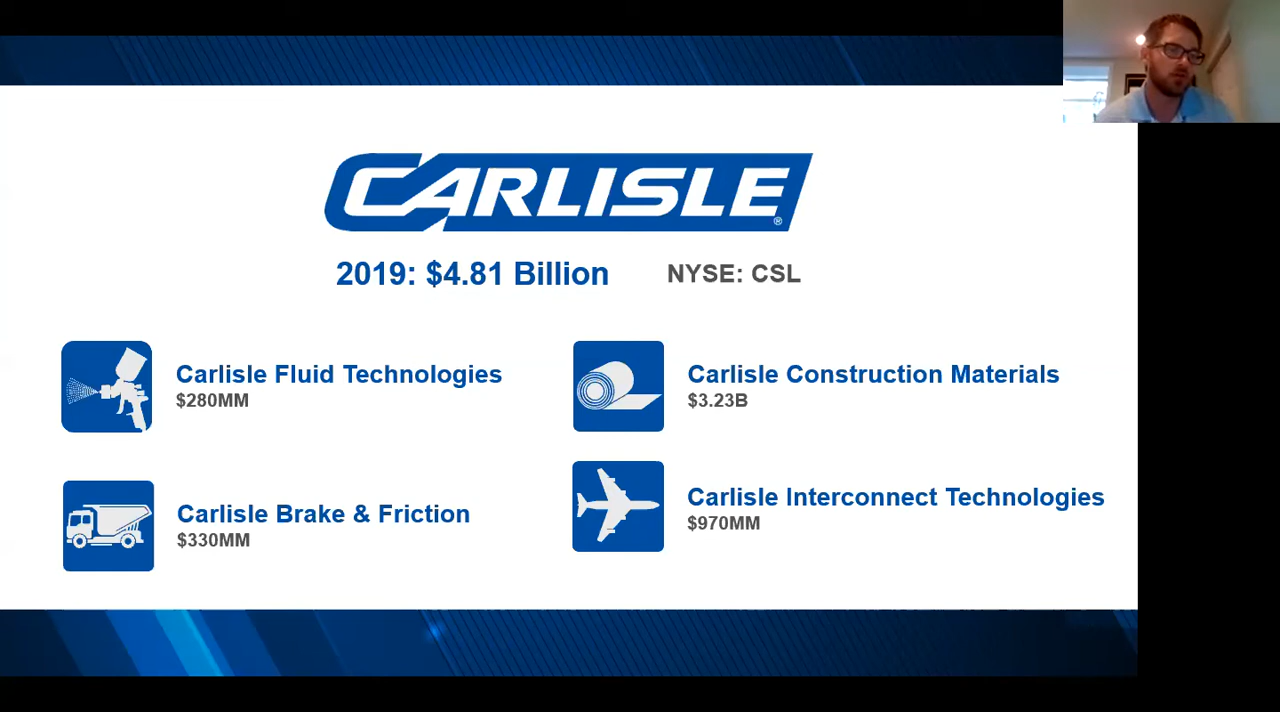 CARLISLE®
2019: $4.81 Billion
NYSE: CSL
Carlisle Fluid Technologies
$280MM
Carlisle Construction Materials
$3.23B
Carlisle Brake & Friction
$330MM
Carlisle Interconnect Technologies
$970MM